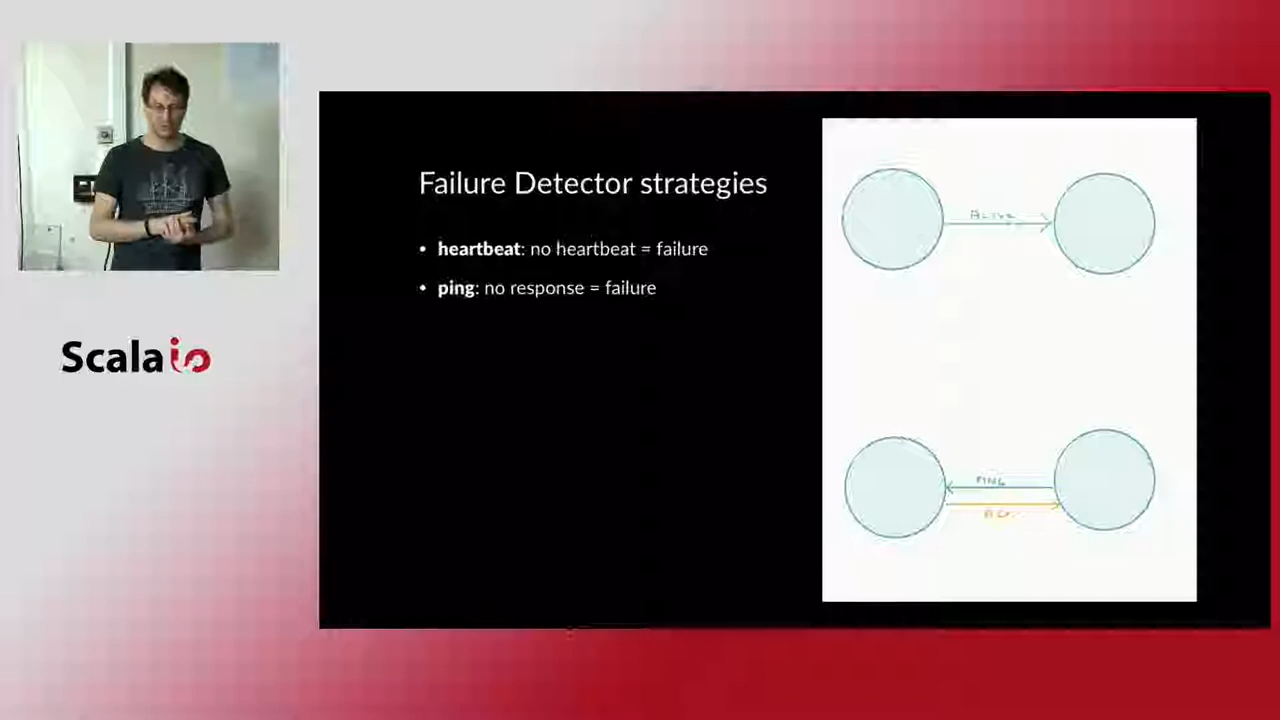 Scala io
Failure Detector strategies
• heartbeat: no heartbeat = failure
• ping: no response = failure
ALIVE
PING